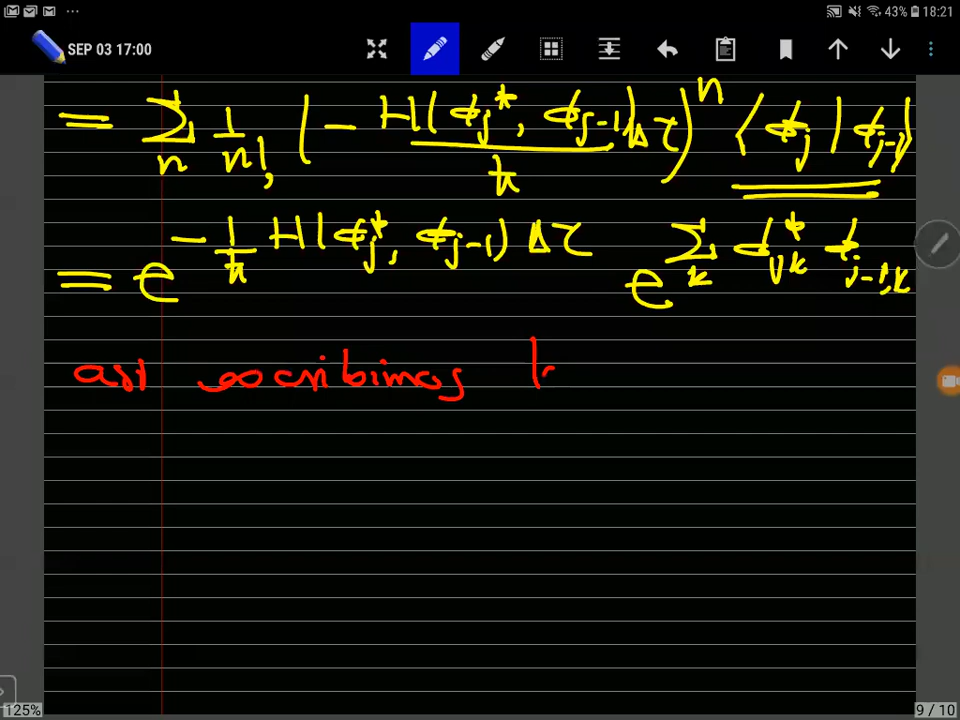 43% 18:21
SEP 03 17:00
= Σ_n 1/n! (- H(ϕ_j^*, ϕ_{j-1})Δτ / ħ)^n ⟨ϕ_j|ϕ_{j-1}⟩
= e^{-1/ħ H(ϕ_j^*, ϕ_{j-1}) Δτ} e^{Σ_k ϕ_{jk}^* ϕ_{j-1,k}}
así escribimos
125% 9 / 10